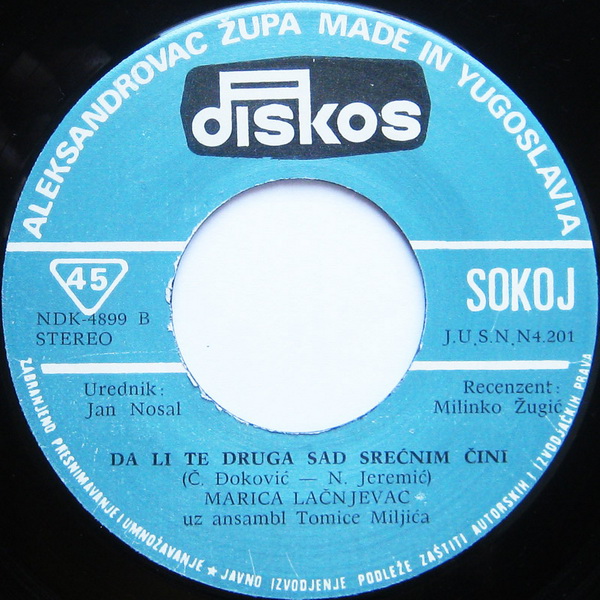 ALEKSANDROVAC ŽUPA MADE IN YUGOSLAVIA
diskos
45
SOKOJ
NDK-4899 B
STEREO
J.U.S.N.N4.201
Urednik:
Jan Nosal
Recenzent:
Milinko Žugić
DA LI TE DRUGA SAD SREĆNIM ČINI
(Č. Đoković — N. Jeremić)
MARICA LAČNJEVAC
uz ansambl Tomice Miljića
ZABRANJENO PRESNIMAVANJE I UMNOŽAVANJE ★ JAVNO IZVODJENJE PODLEŽE ZAŠTITI AUTORSKIH I IZVODJAČKIH PRAVA